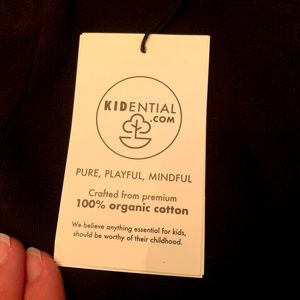 KIDENTIAL
.COM
PURE, PLAYFUL, MINDFUL
Crafted from premium
100% organic cotton
We believe anything essential for kids,
should be worthy of their childhood.